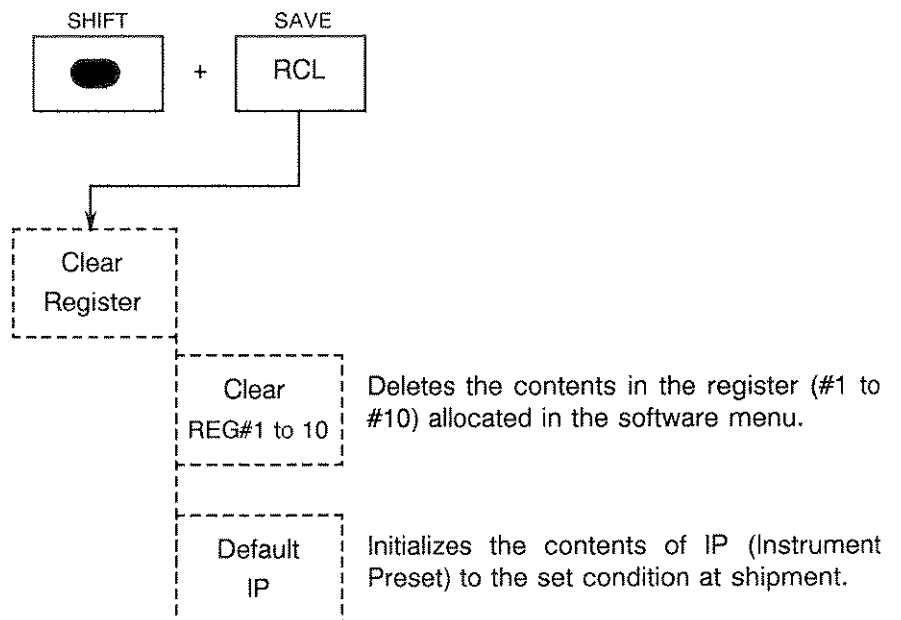 SHIFT SAVE
+ RCL
Clear
Register
Clear
REG#1 to 10
Deletes the contents in the register (#1 to
#10) allocated in the software menu.
Default
IP
Initializes the contents of IP (Instrument
Preset) to the set condition at shipment.